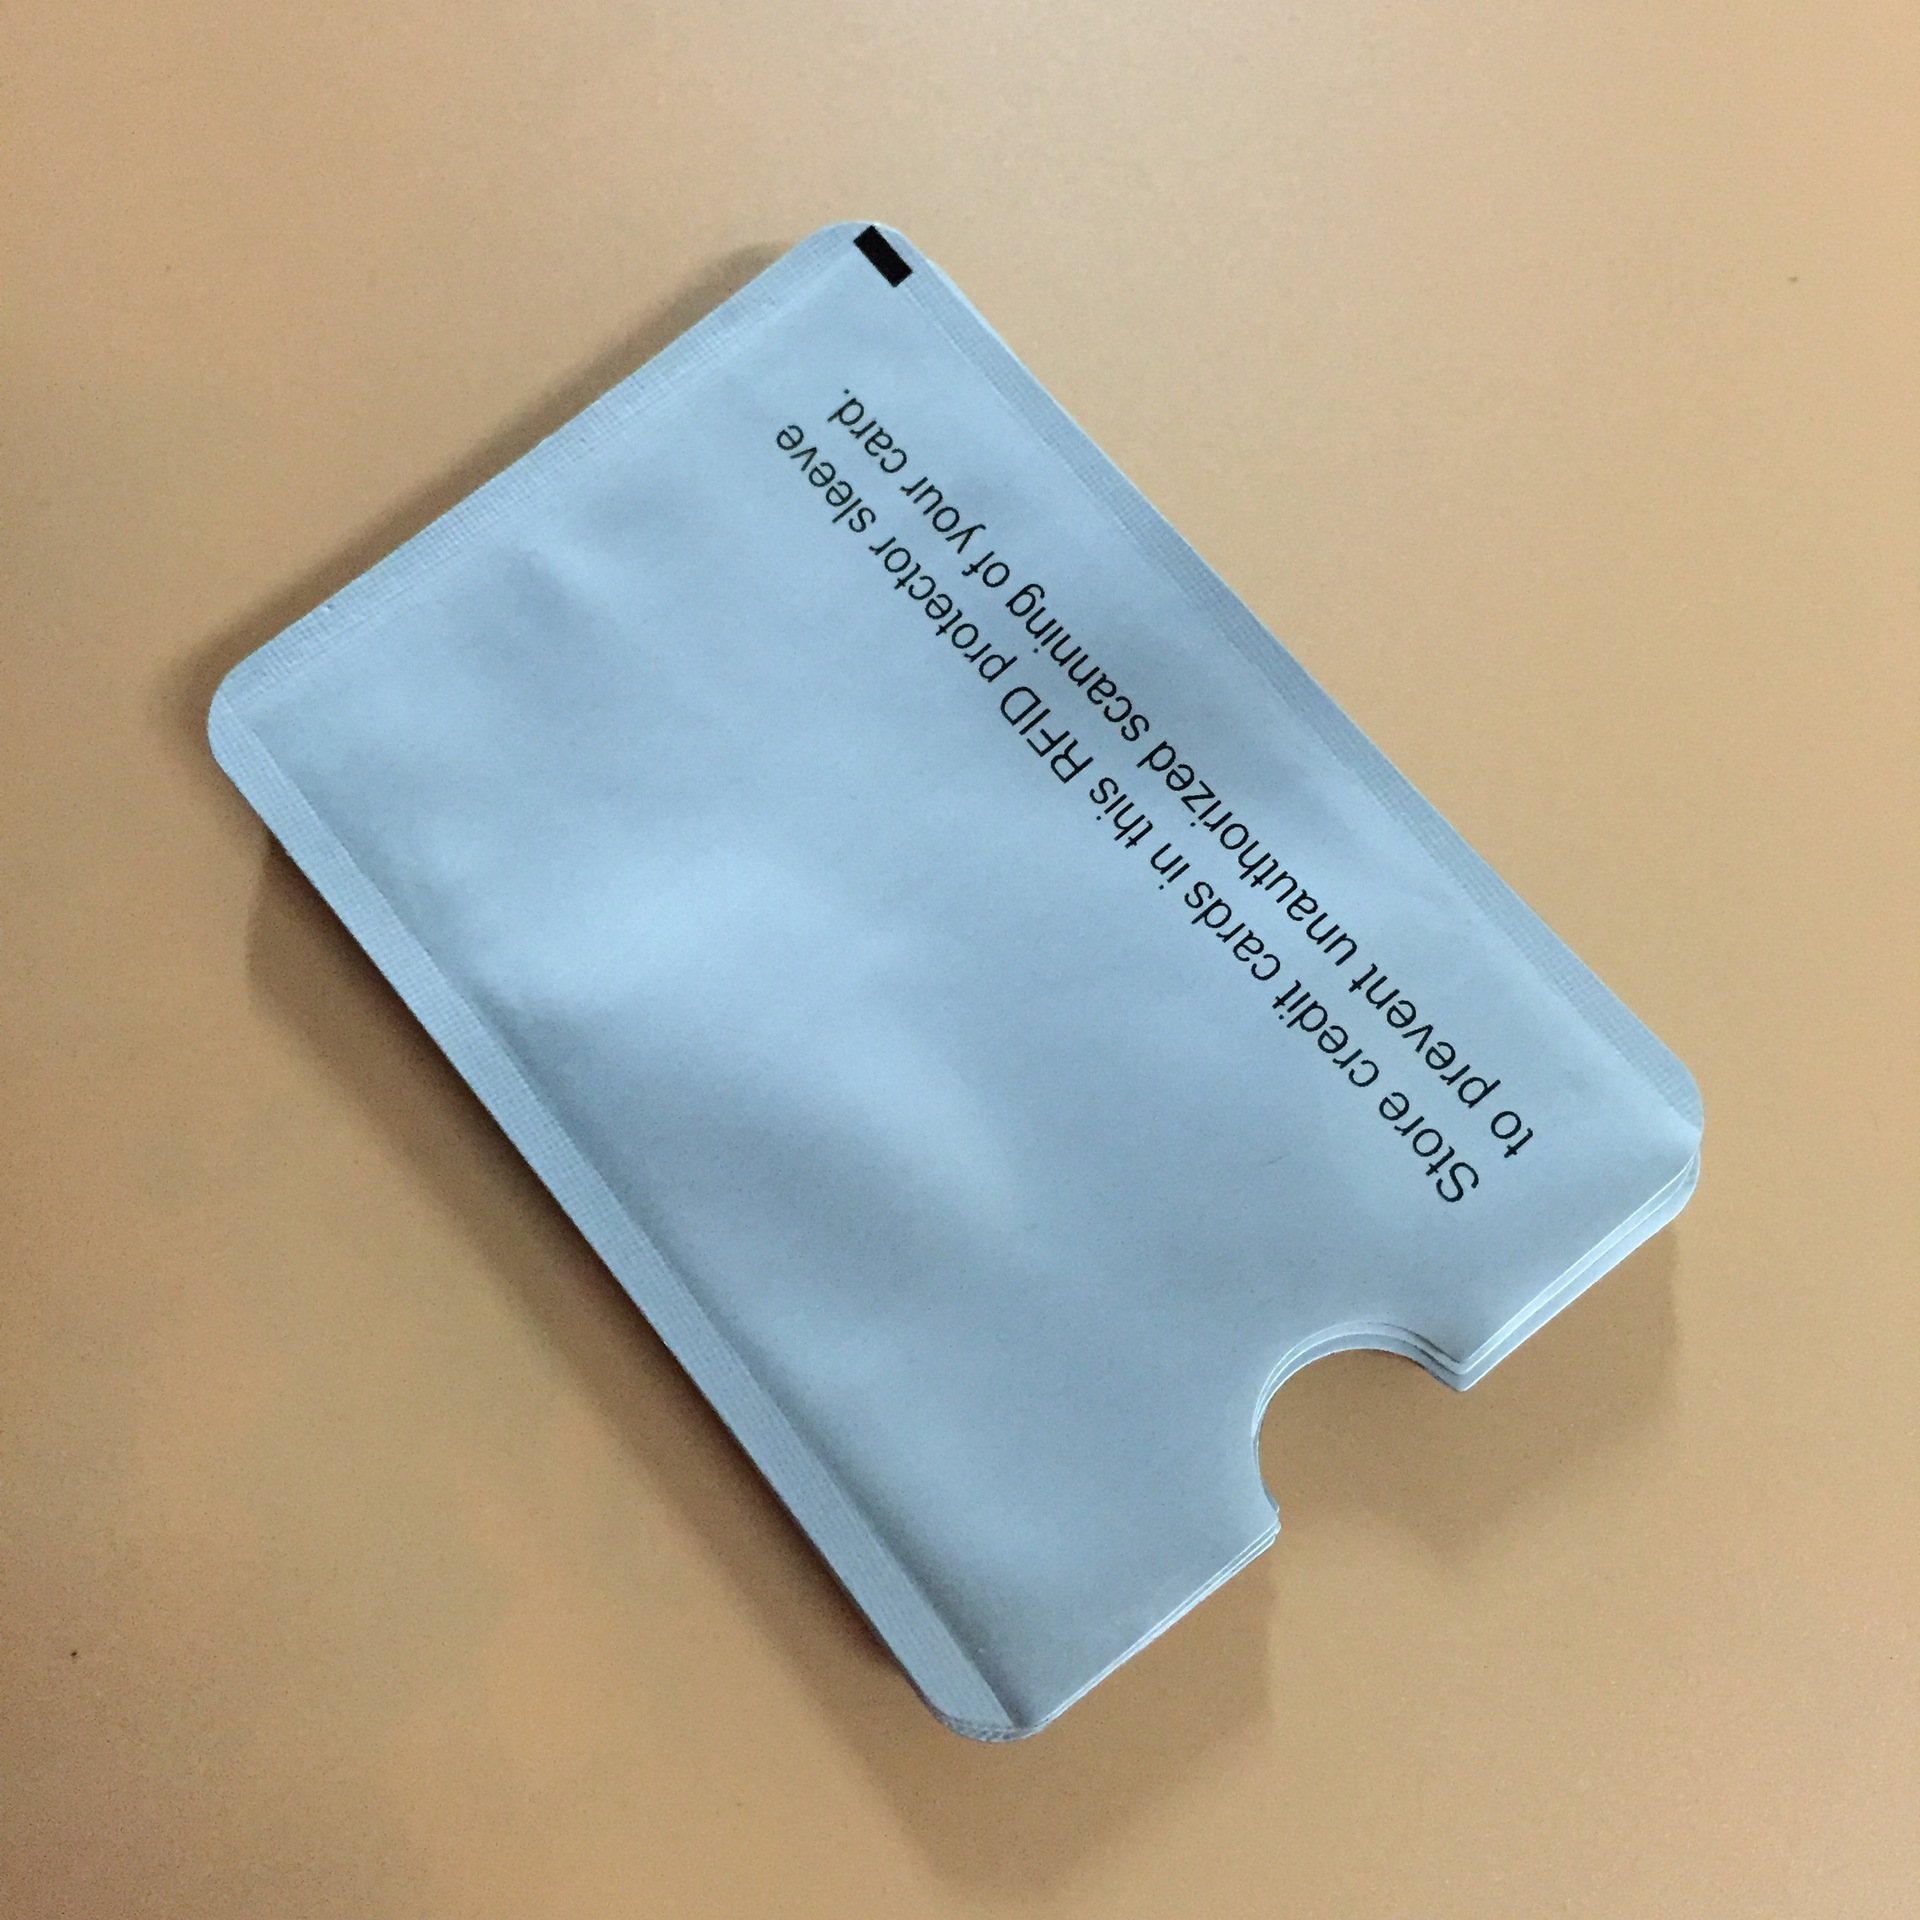 Store credit cards in this RFID protector sleeve
to prevent unauthorized scanning of your card.